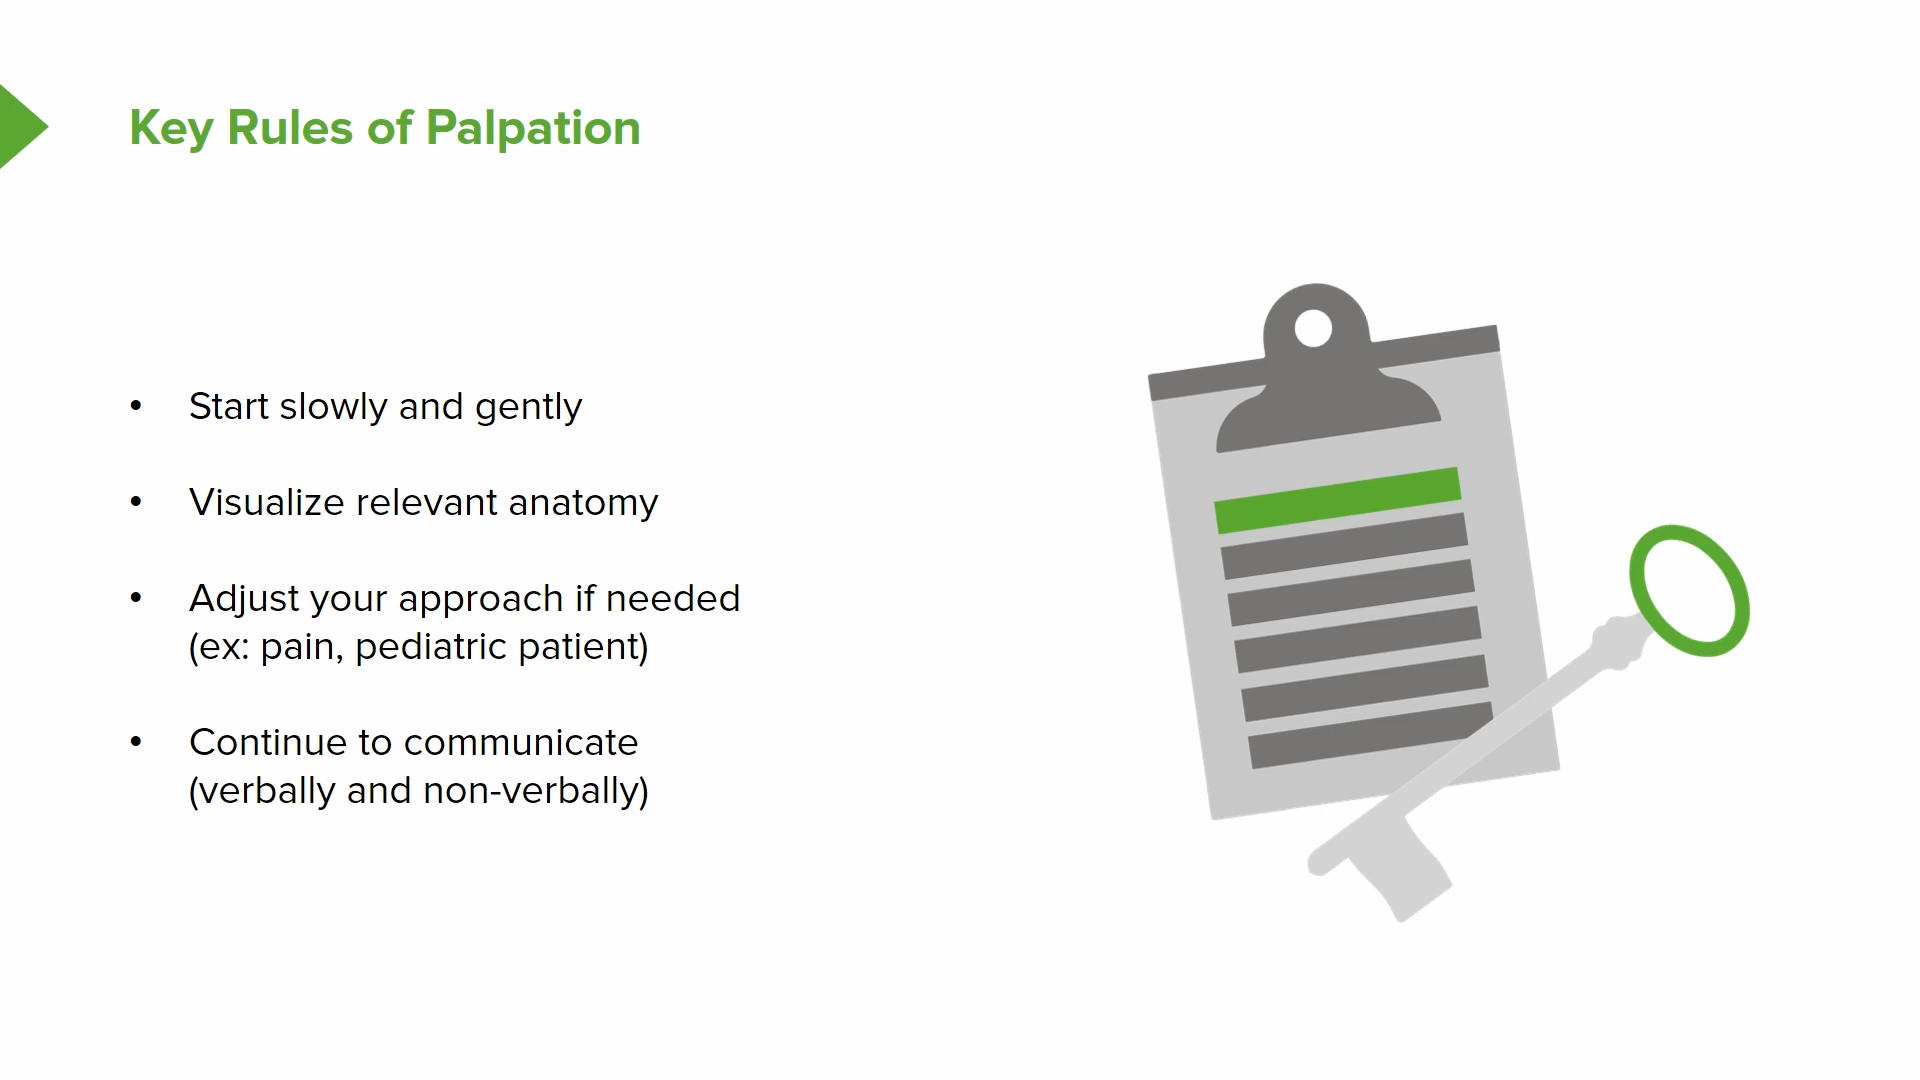 Key Rules of Palpation
• Start slowly and gently
• Visualize relevant anatomy
• Adjust your approach if needed
(ex: pain, pediatric patient)
• Continue to communicate
(verbally and non-verbally)